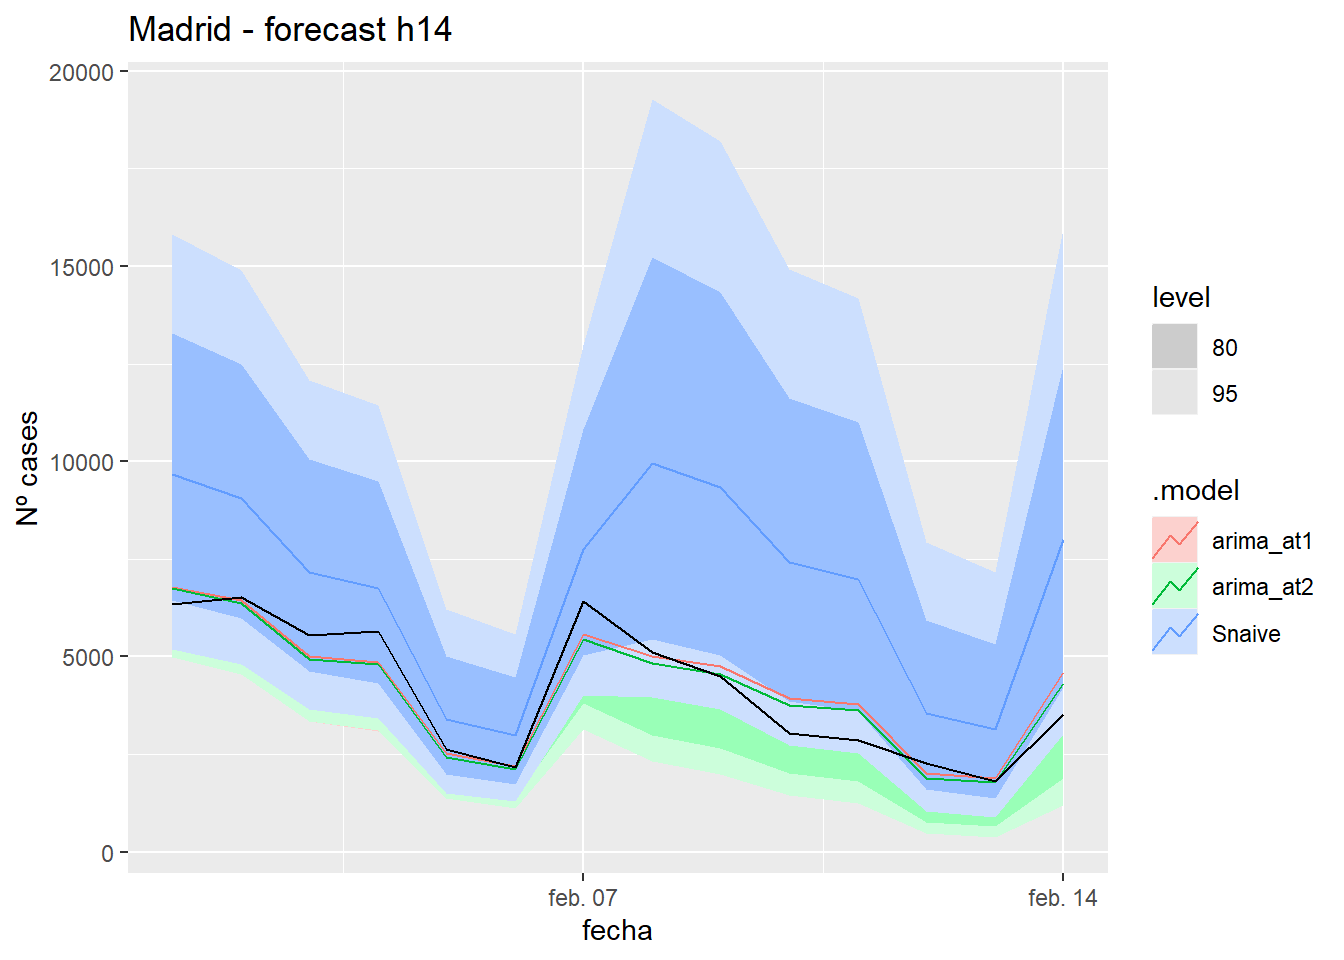 Madrid - forecast h14
20000
15000
10000
5000
0
Nº cases
feb. 07
feb. 14
fecha
level
80
95
.model
arima_at1
arima_at2
Snaive